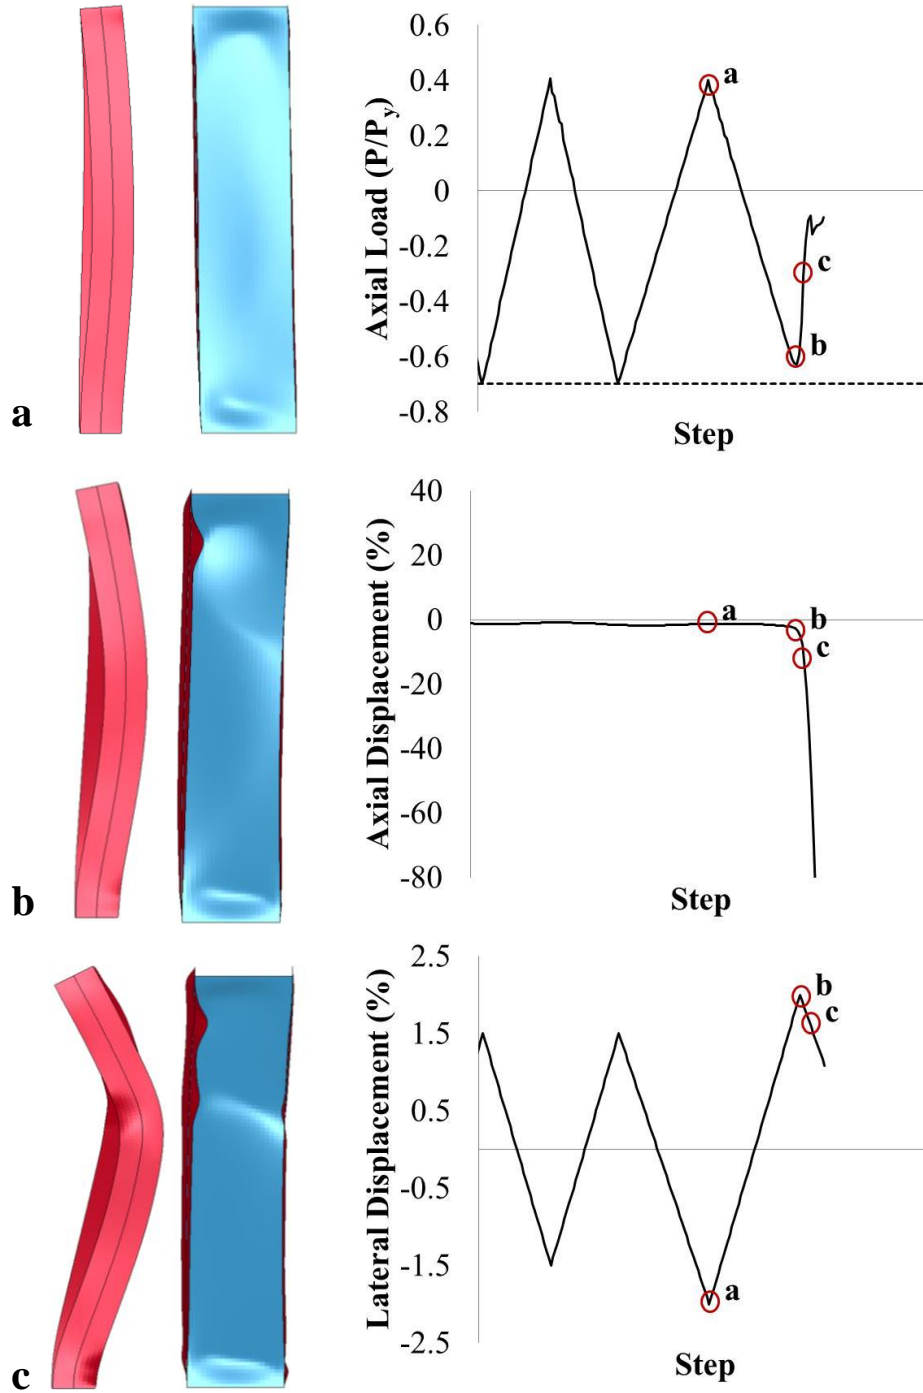 a
Axial Load (P/Py)
0.6
0.4
0.2
0
-0.2
-0.4
-0.6
-0.8
a
c
b
Step
b
Axial Displacement (%)
40
20
0
-20
-40
-60
-80
a
b
c
Step
c
Lateral Displacement (%)
2.5
1.5
0.5
-0.5
-1.5
-2.5
b
c
a
Step